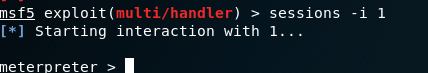 msf5 exploit(multi/handler) > sessions -i 1
[*] Starting interaction with 1...
meterpreter >